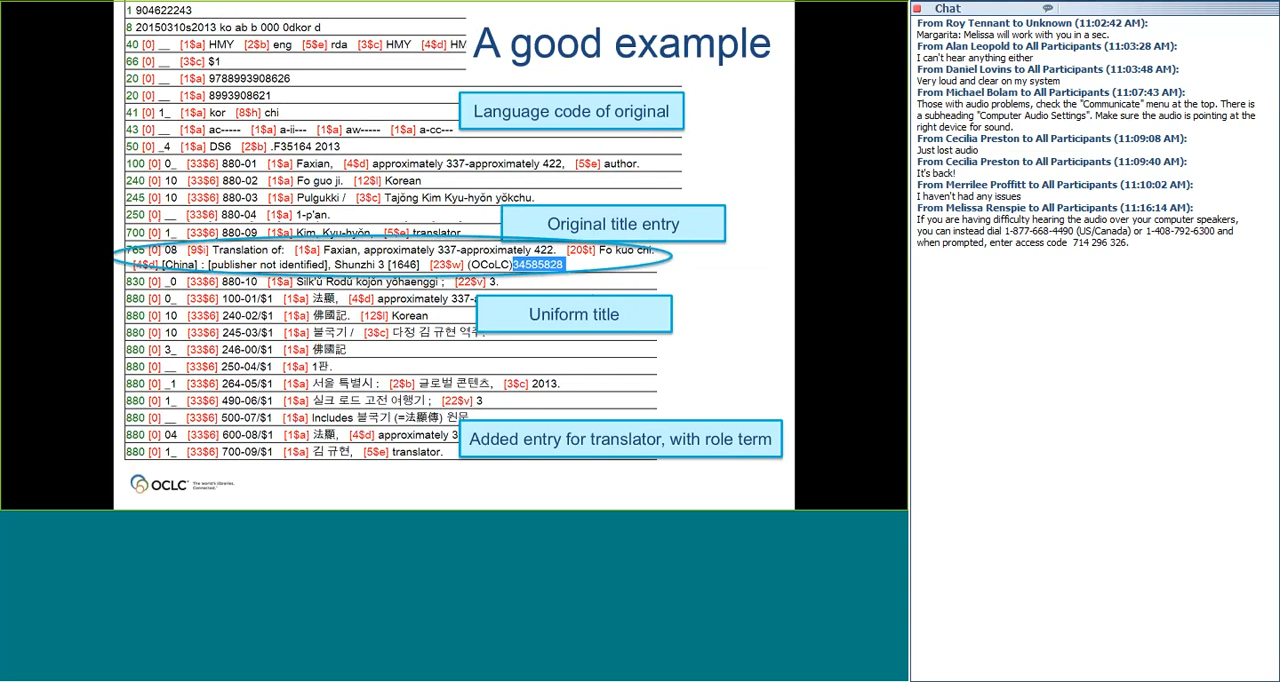 A good example
1 904622243
8 20150310s2013 ko ab b 000 0dkor d
40 [0] __ [1$a] HMY [2$b] eng [5$e] rda [3$c] HMY [4$d] HM
66 [0] __ [3$c] $1
20 [0] __ [1$a] 9788993908626
20 [0] __ [1$a] 8993908621
41 [0] 1_ [1$a] kor [8$h] chi
Language code of original
43 [0] __ [1$a] ac----- [1$a] a-ii--- [1$a] aw----- [1$a] a-cc---
50 [0] _4 [1$a] DS6 [2$b] .F35164 2013
100 [0] 0_ [33$6] 880-01 [1$a] Faxian, [4$d] approximately 337-approximately 422, [5$e] author.
240 [0] 10 [33$6] 880-02 [1$a] Fo guo ji. [12$l] Korean
245 [0] 10 [33$6] 880-03 [1$a] Pulgukki / [3$c] Tajŏng Kim Kyu-hyŏn yŏkchu.
250 [0] __ [33$6] 880-04 [1$a] 1-p'an.
Original title entry
700 [0] 1_ [33$6] 880-09 [1$a] Kim, Kyu-hyŏn, [5$e] translator
765 [0] 08 [9$i] Translation of: [1$a] Faxian, approximately 337-approximately 422. [20$t] Fo kuo chi.
[4$d] [China] : [publisher not identified], Shunzhi 3 [1646] [23$w] (OCoLC)34585828
830 [0] _0 [33$6] 880-10 [1$a] Silk'ŭ Rodŭ kojŏn yŏhaenggi ; [22$v] 3.
880 [0] 0_ [33$6] 100-01/$1 [1$a] 法顯, [4$d] approximately 337-
880 [0] 10 [33$6] 240-02/$1 [1$a] 佛國記. [12$l] Korean
Uniform title
880 [0] 10 [33$6] 245-03/$1 [1$a] 불국기 / [3$c] 다정 김 규현 역주.
880 [0] 3_ [33$6] 246-00/$1 [1$a] 佛國記
880 [0] __ [33$6] 250-04/$1 [1$a] 1판.
880 [0] _1 [33$6] 264-05/$1 [1$a] 서울 특별시 : [2$b] 글로벌 콘텐츠, [3$c] 2013.
880 [0] 1_ [33$6] 490-06/$1 [1$a] 실크 로드 고전 여행기 ; [22$v] 3
880 [0] __ [33$6] 500-07/$1 [1$a] Includes 불국기 (=法顯傳) 원문
880 [0] 04 [33$6] 600-08/$1 [1$a] 法顯, [4$d] approximately 3
Added entry for translator, with role term
880 [0] 1_ [33$6] 700-09/$1 [1$a] 김 규현, [5$e] translator.
OCLC
The world's libraries.
Connected.
Chat
From Roy Tennant to Unknown (11:02:42 AM):
Margarita: Melissa will work with you in a sec.
From Alan Leopold to All Participants (11:03:28 AM):
I can't hear anything either
From Daniel Lovins to All Participants (11:03:48 AM):
Very loud and clear on my system
From Michael Bolam to All Participants (11:07:43 AM):
Those with audio problems, check the "Communicate" menu at the top. There is
a subheading "Computer Audio Settings". Make sure the audio is pointing at the
right device for sound.
From Cecilia Preston to All Participants (11:09:08 AM):
Just lost audio
From Cecilia Preston to All Participants (11:09:40 AM):
It's back!
From Merrilee Proffitt to All Participants (11:10:02 AM)
I haven't had any issues
From Melissa Renspie to All Participants (11:16:14 AM):
If you are having difficulty hearing the audio over your computer speakers,
you can instead dial 1-877-668-4490 (US/Canada) or 1-408-792-6300 and
when prompted, enter access code 714 296 326.